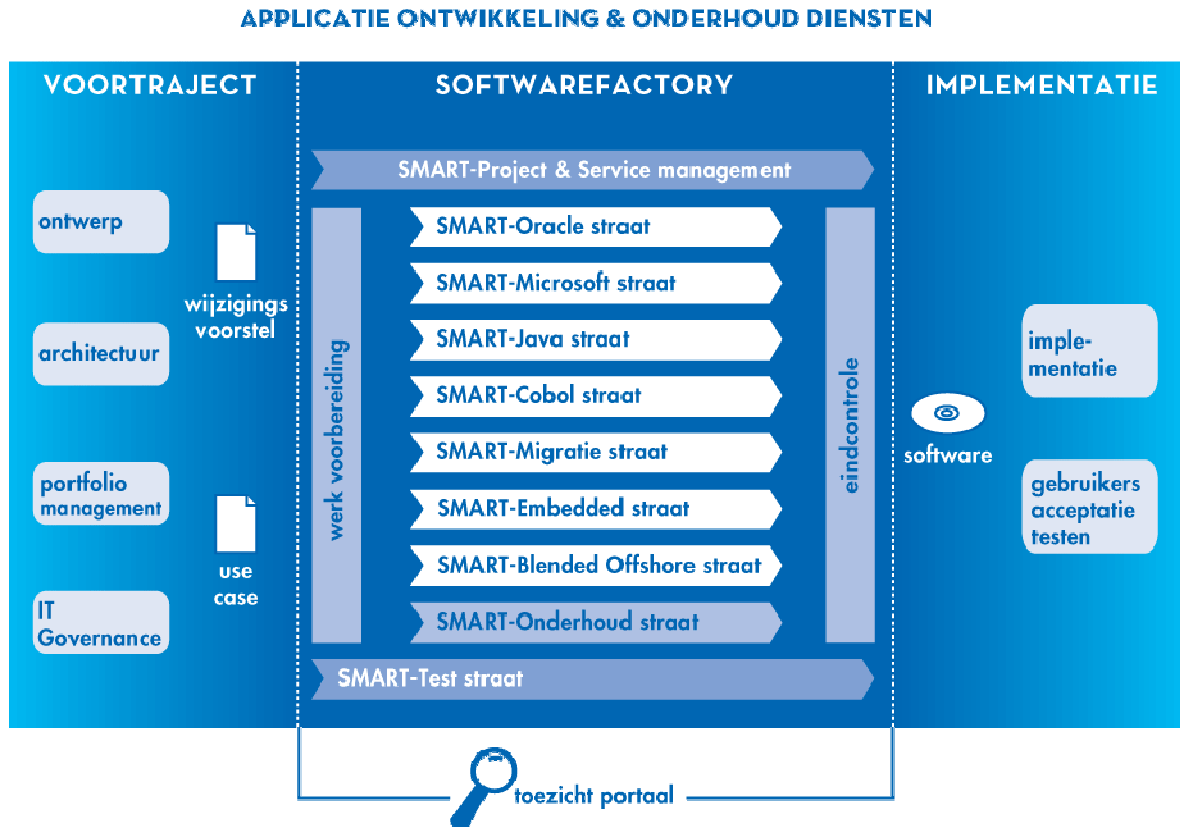 APPLICATIE ONTWIKKELING & ONDERHOUD DIENSTEN
VOORTRAJECT
ontwerp
architectuur
portfolio
management
IT
Governance
wijzigings
voorstel
use
case
SOFTWAREFACTORY
SMART-Project & Service management
werk voorbereiding
SMART-Oracle straat
SMART-Microsoft straat
SMART-Java straat
SMART-Cobol straat
SMART-Migratie straat
SMART-Embedded straat
SMART-Blended Offshore straat
SMART-Onderhoud straat
eindcontrole
SMART-Test straat
IMPLEMENTATIE
software
imple-
mentatie
gebruikers
acceptatie
testen
toezicht portaal